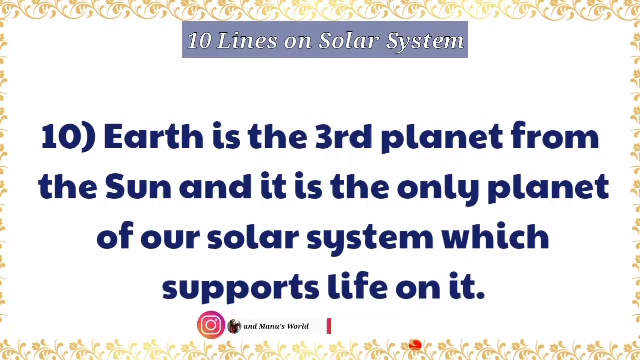 10 Lines on Solar System
10) Earth is the 3rd planet from
the Sun and it is the only planet
of our solar system which
supports life on it.
and Manu's World